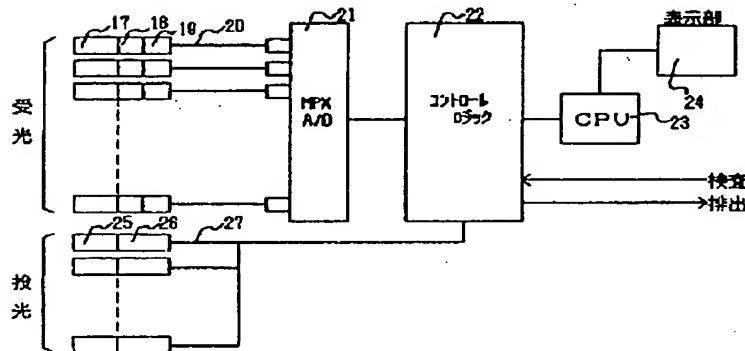 17 18 19 20 21 22 表示部
受光
MPX
A/D
コントロール
ロヂック
24
CPU 23
検査
排出
25 26 27
投光